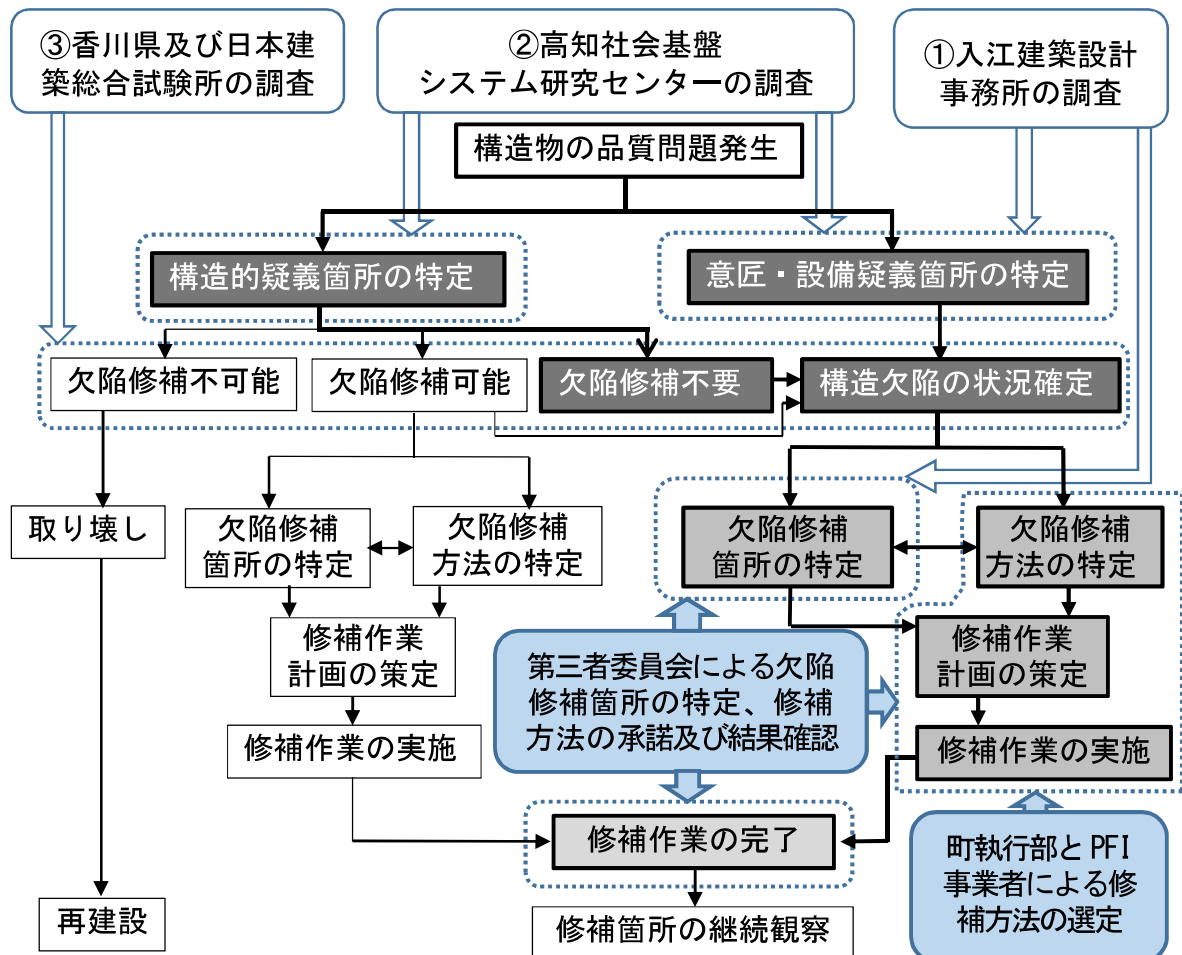 ③香川県及び日本建
築総合試験所の調査
②高知社会基盤
システム研究センターの調査
①入江建築設計
事務所の調査
構造物の品質問題発生
構造的疑義箇所の特定
意匠・設備疑義箇所の特定
欠陥修補不可能
欠陥修補可能
欠陥修補不要
構造欠陥の状況確定
取り壊し
欠陥修補
箇所の特定
欠陥修補
方法の特定
欠陥修補
箇所の特定
欠陥修補
方法の特定
修補作業
計画の策定
第三者委員会による欠陥
修補箇所の特定、修補
方法の承諾及び結果確認
修補作業
計画の策定
修補作業の実施
修補作業の実施
修補作業の完了
町執行部とPFI
事業者による修
補方法の選定
再建設
修補箇所の継続観察